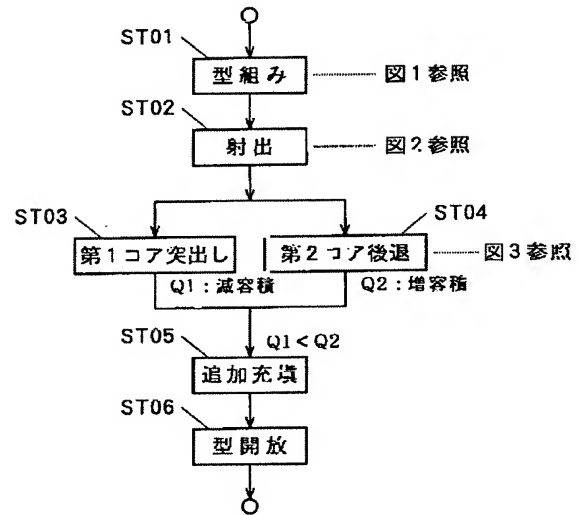 ST01
型組み
図1参照
ST02
射出
図2参照
ST03
第1コア突出し
ST04
第2コア後退
図3参照
Q1:減容積
Q2:増容積
Q1<Q2
ST05
追加充塡
ST06
型開放